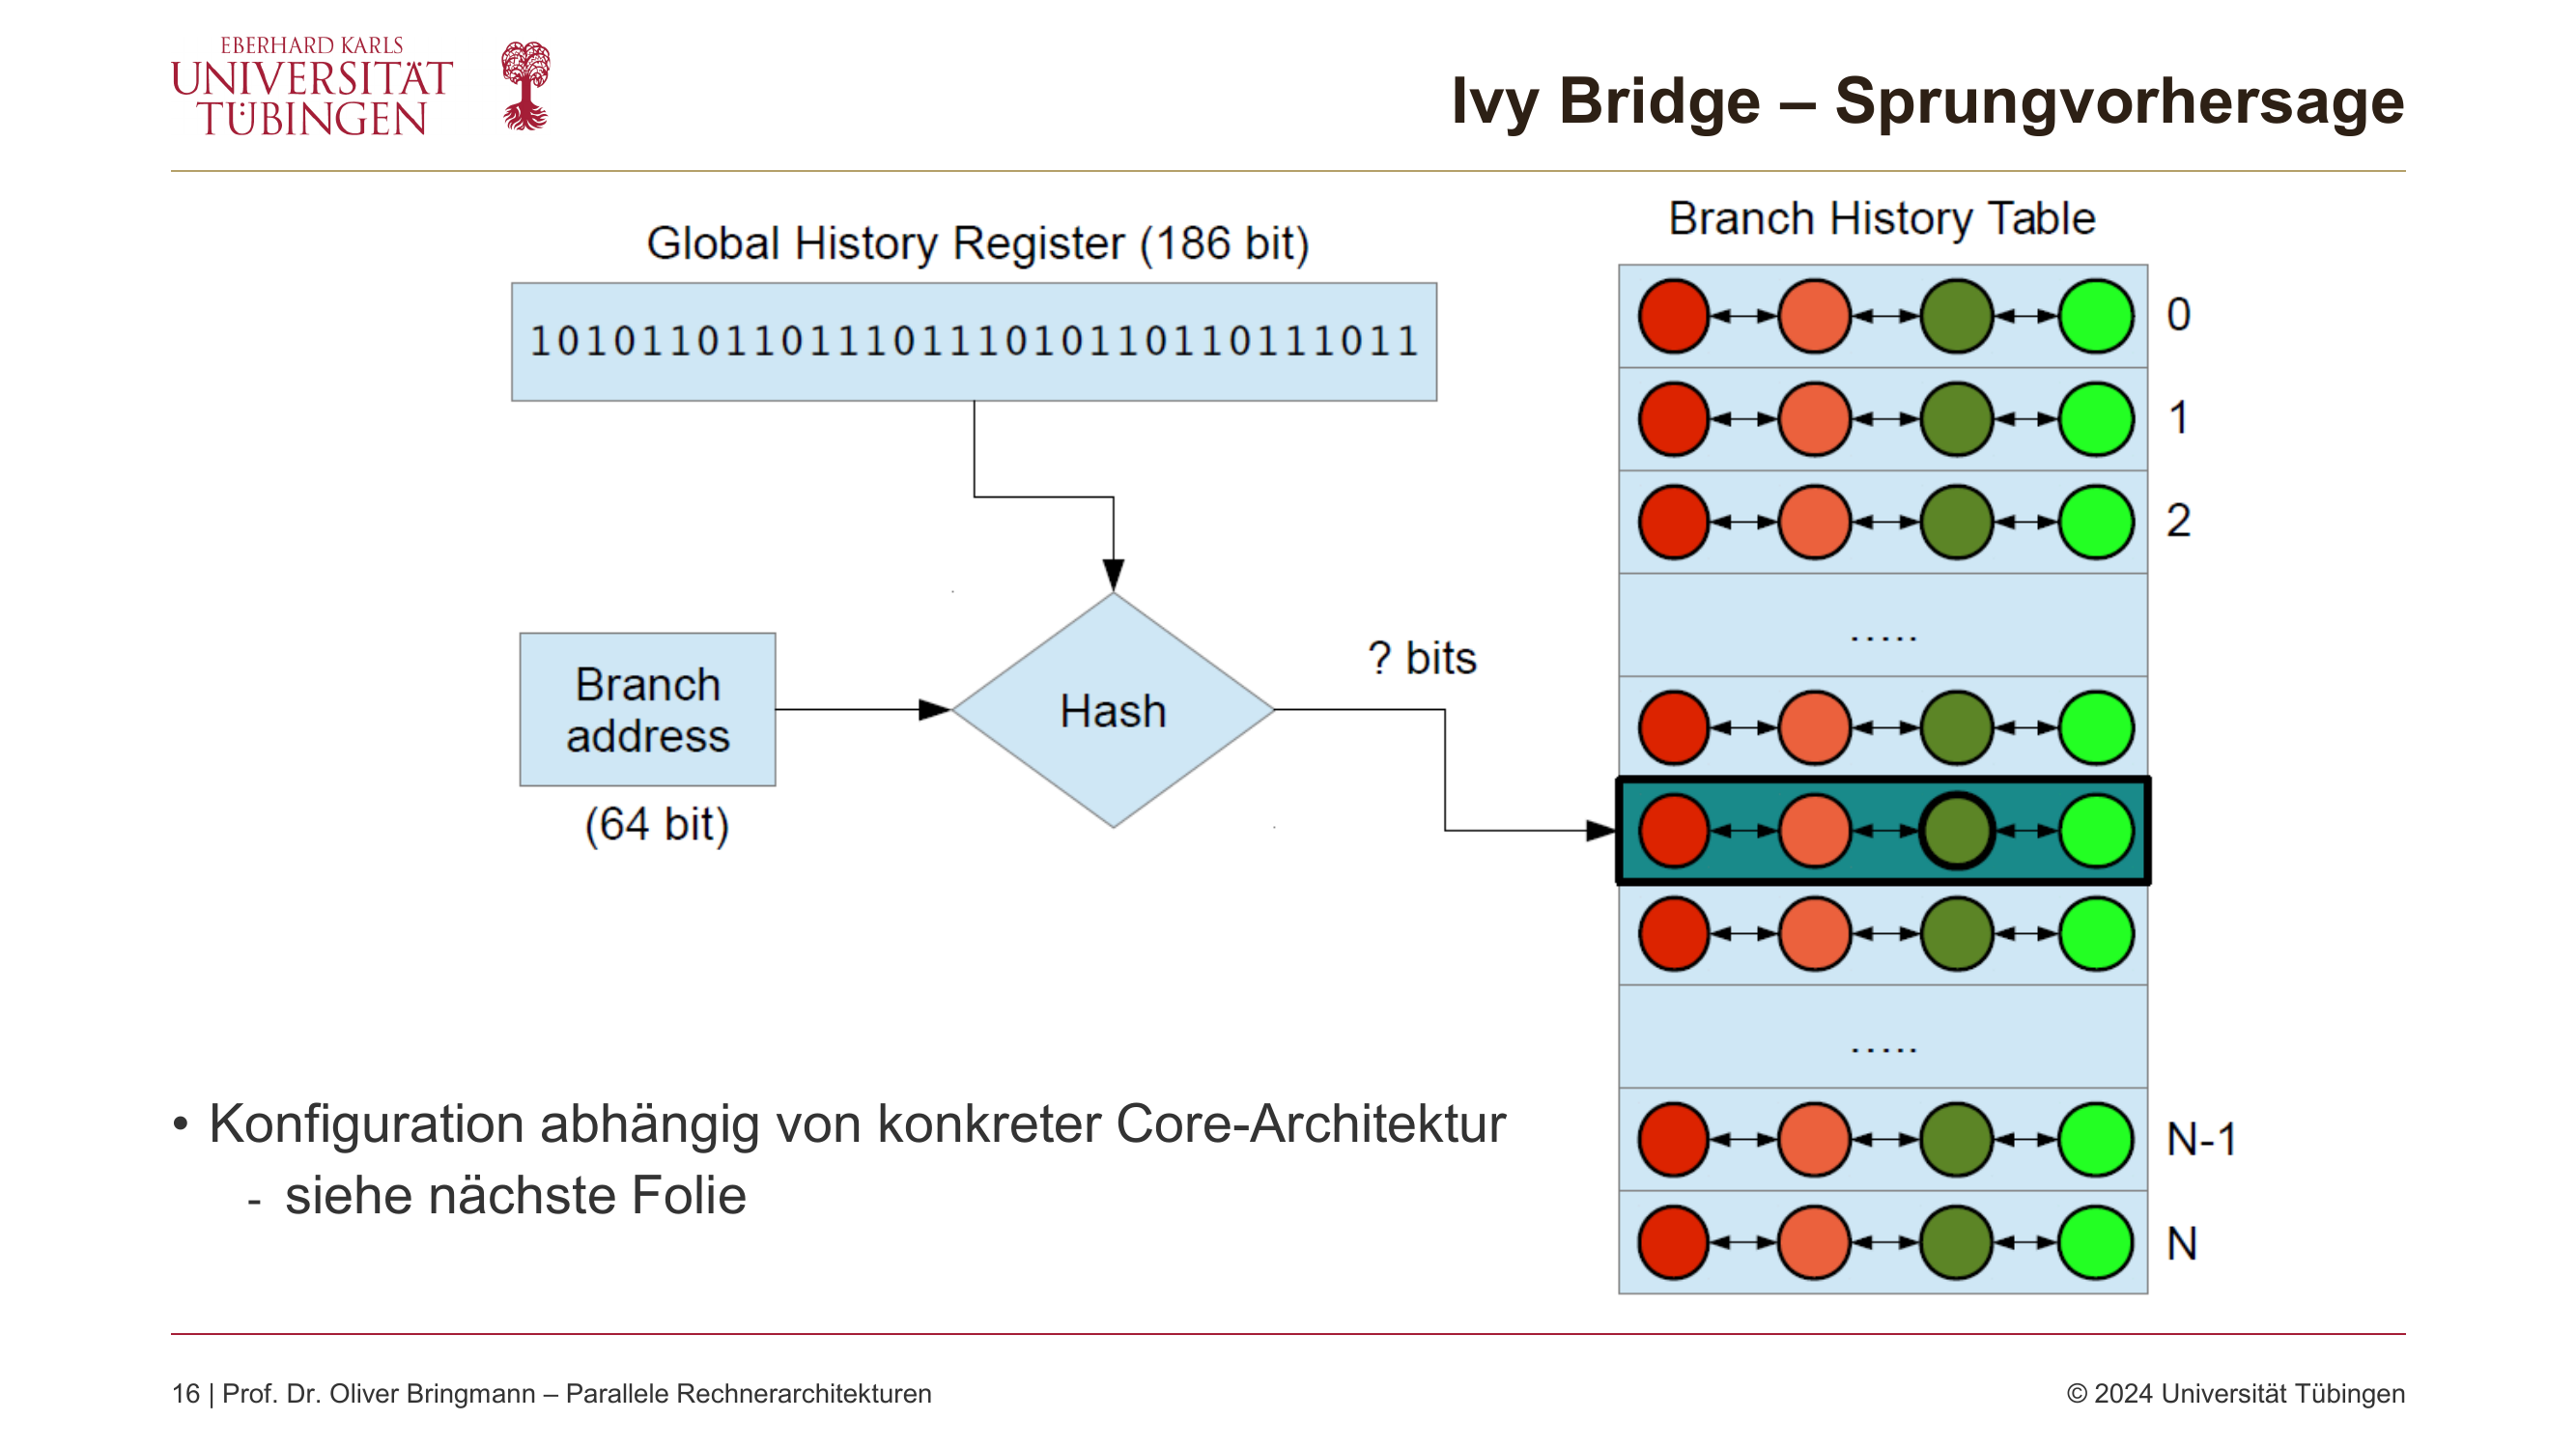 EBERHARD KARLS
UNIVERSITÄT
TÜBINGEN
Ivy Bridge – Sprungvorhersage
Global History Register (186 bit)
10101101101110111010110110111011
Branch
address
(64 bit)
Hash
? bits
Branch History Table
0
1
2
.....
.....
N-1
N
• Konfiguration abhängig von konkreter Core-Architektur
- siehe nächste Folie
16 | Prof. Dr. Oliver Bringmann – Parallele Rechnerarchitekturen
© 2024 Universität Tübingen